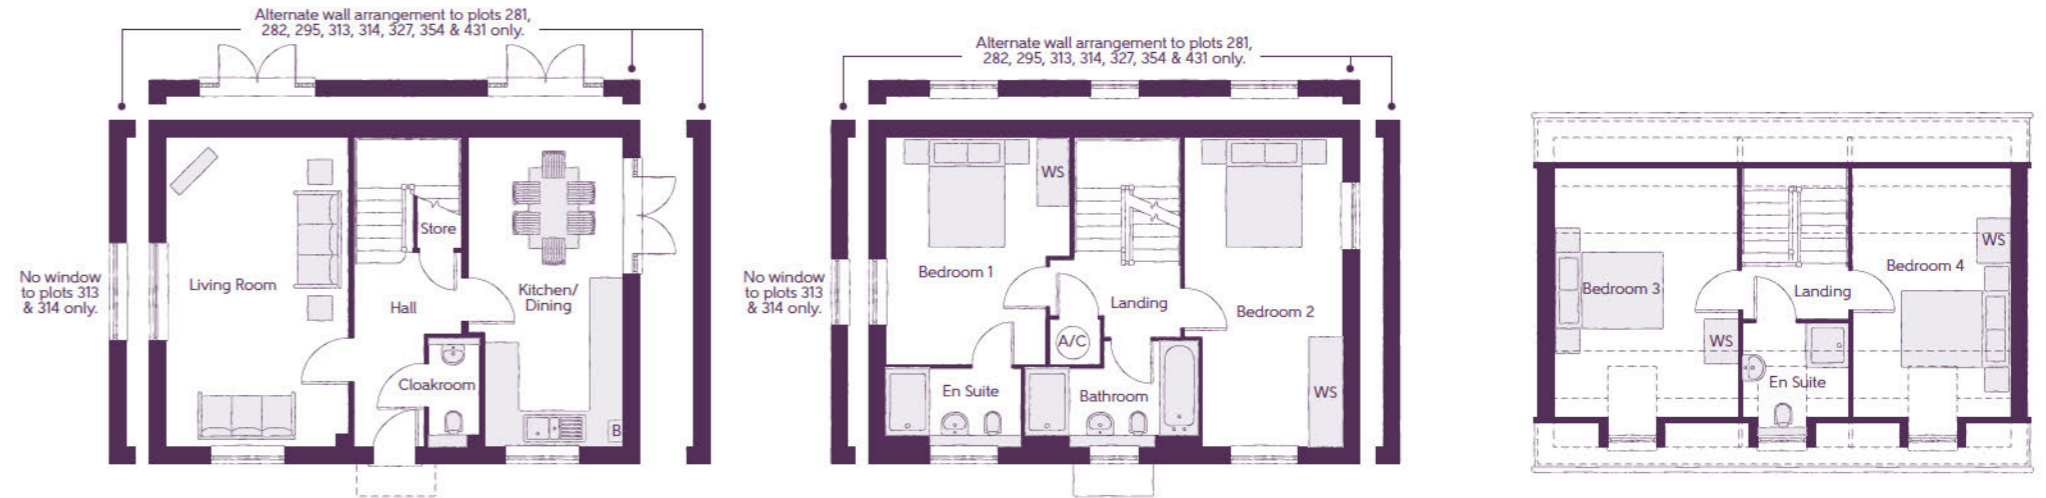 Alternate wall arrangement to plots 281,
282, 295, 313, 314, 327, 354 & 431 only.
No window
to plots 313
& 314 only.
Living Room
Store
Hall
Kitchen/
Dining
Cloakroom
B
Alternate wall arrangement to plots 281,
282, 295, 313, 314, 327, 354 & 431 only.
No window
to plots 313
& 314 only.
WS
Bedroom 1
Landing
Bedroom 2
A/C
En Suite
Bathroom
WS
WS
Bedroom 4
Bedroom 3
Landing
WS
En Suite